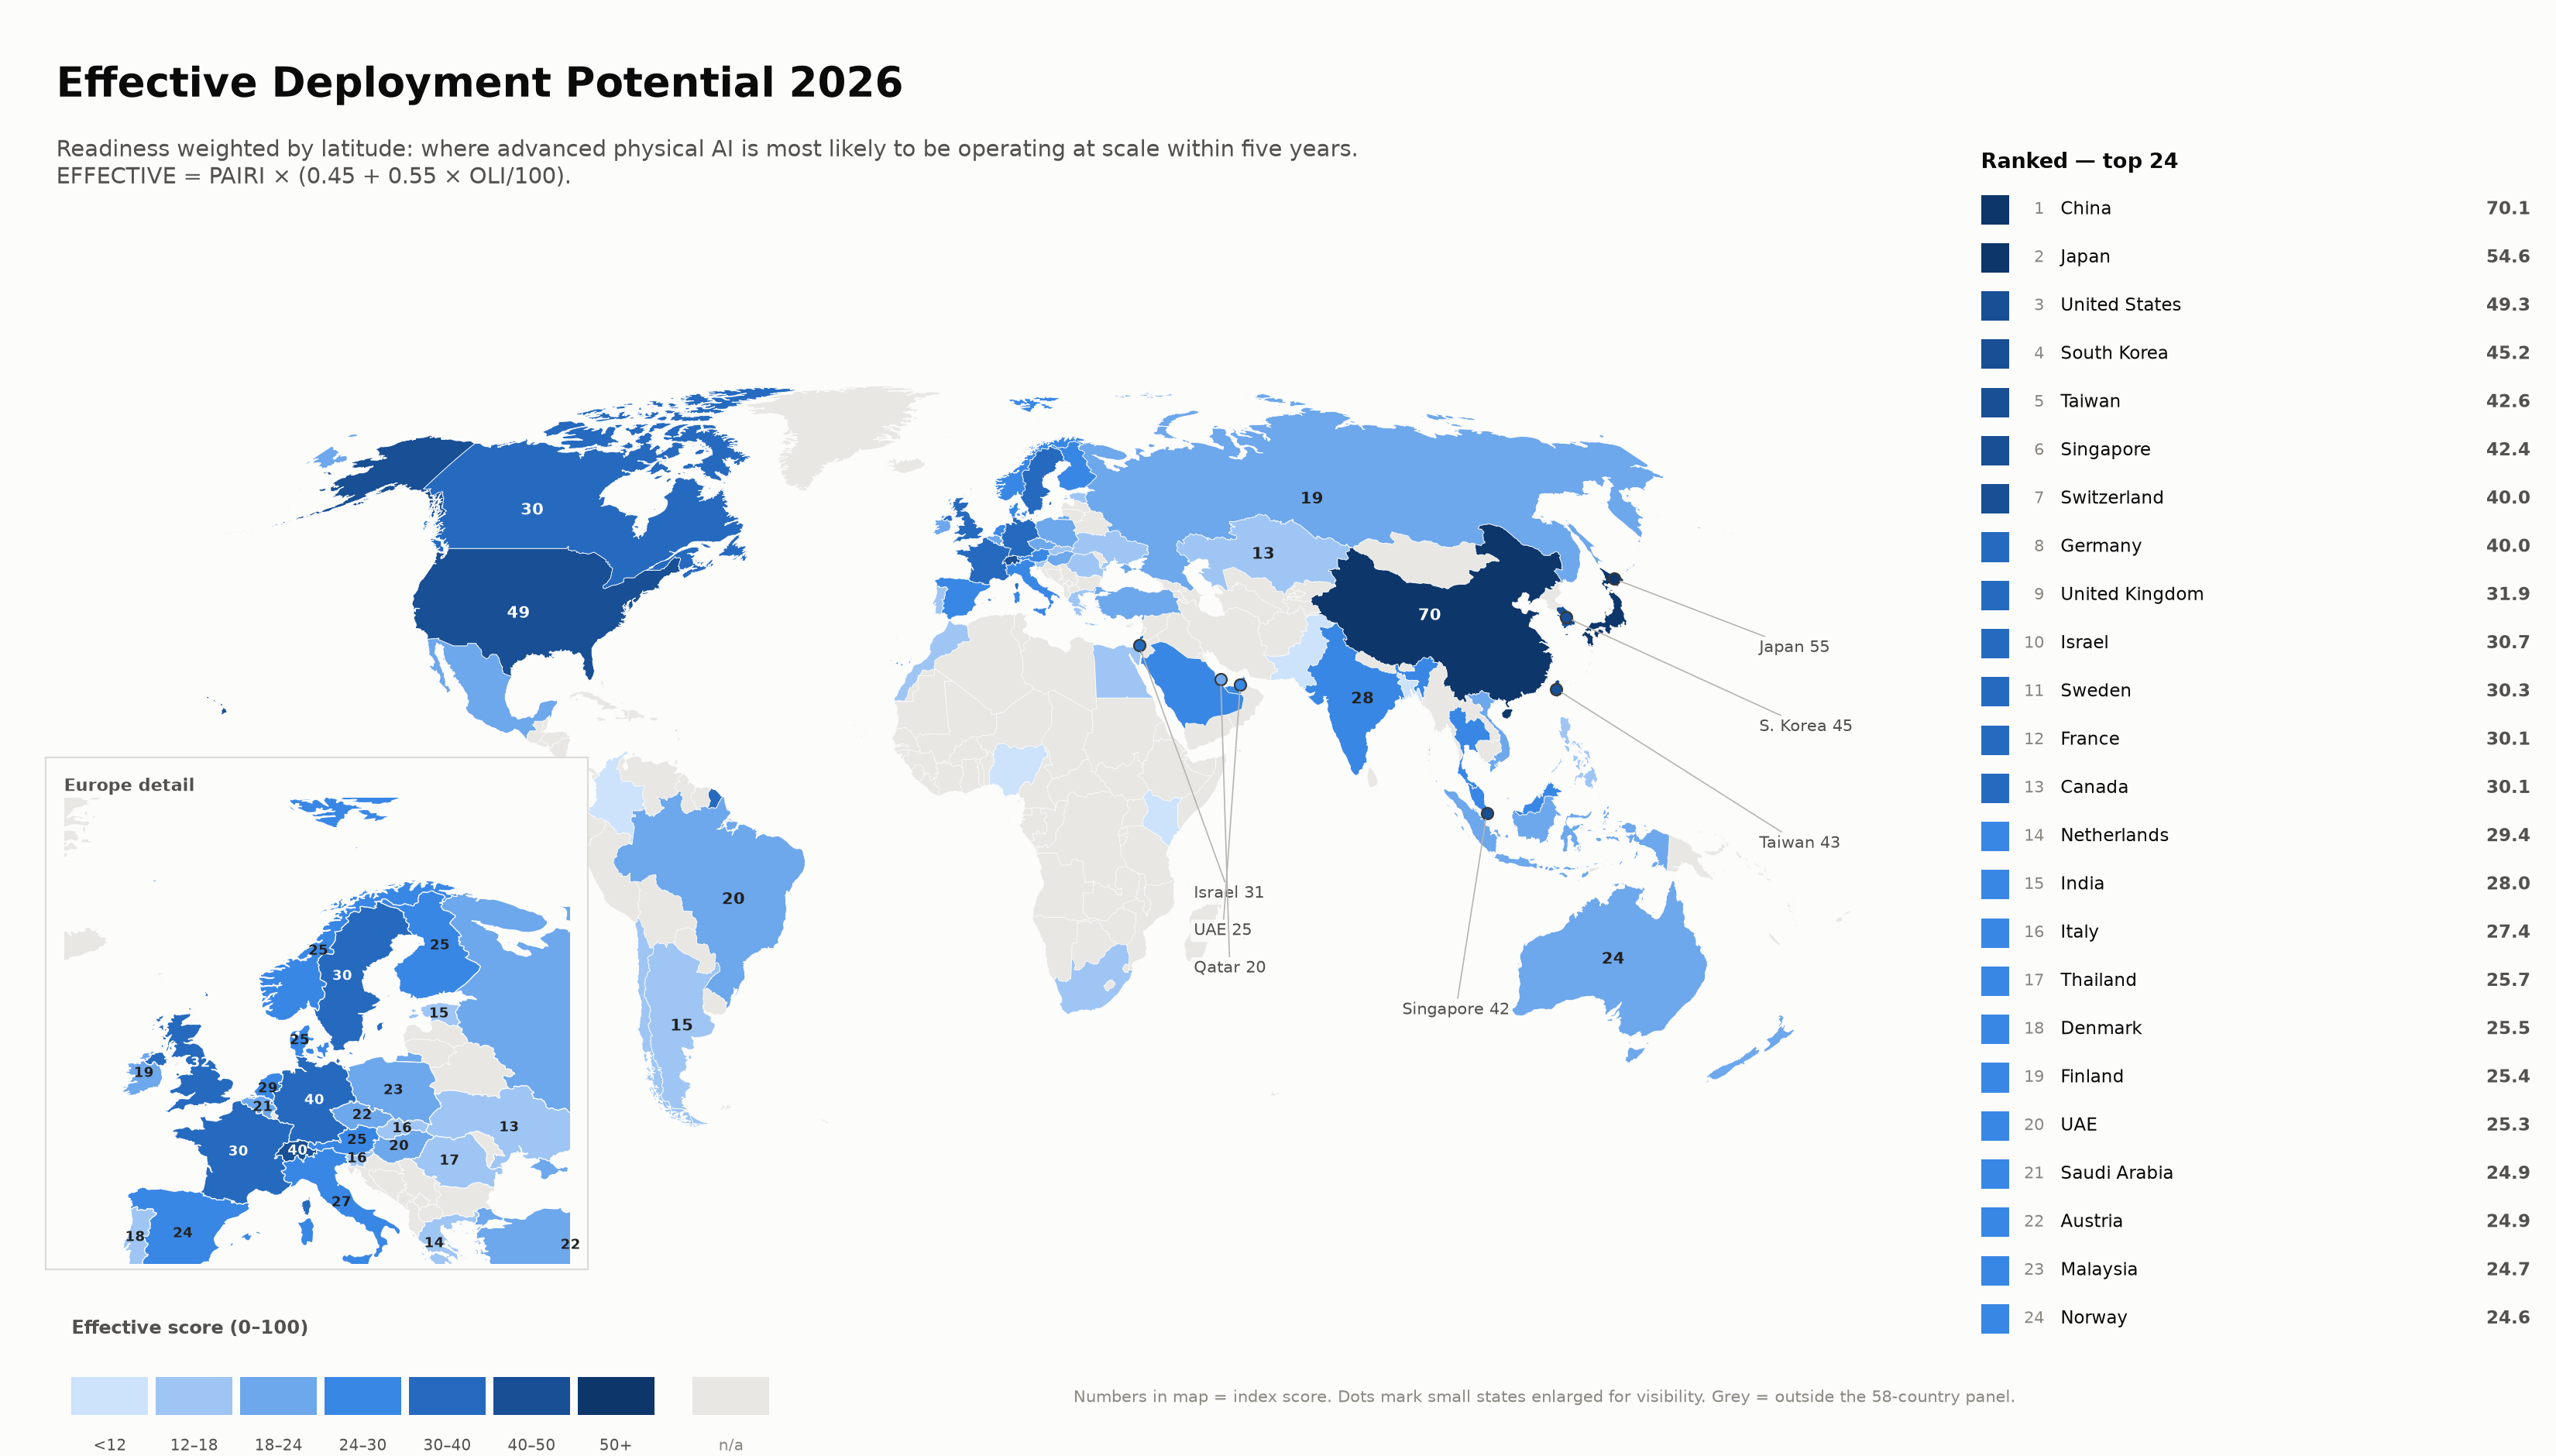 Effective Deployment Potential 2026
Readiness weighted by latitude: where advanced physical AI is most likely to be operating at scale within five years.
EFFECTIVE = PAIRI × (0.45 + 0.55 × OLI/100).
30
49
19
13
70
28
20
15
24
Japan 55
S. Korea 45
Taiwan 43
Israel 31
UAE 25
Qatar 20
Singapore 42
Europe detail
25
25
30
15
25
32
19
29
40
23
21
22
16
13
25
20
30
40
16
17
27
18
24
14
22
Effective score (0–100)
<12
12–18
18–24
24–30
30–40
40–50
50+
n/a
Ranked — top 24
1 China 70.1
2 Japan 54.6
3 United States 49.3
4 South Korea 45.2
5 Taiwan 42.6
6 Singapore 42.4
7 Switzerland 40.0
8 Germany 40.0
9 United Kingdom 31.9
10 Israel 30.7
11 Sweden 30.3
12 France 30.1
13 Canada 30.1
14 Netherlands 29.4
15 India 28.0
16 Italy 27.4
17 Thailand 25.7
18 Denmark 25.5
19 Finland 25.4
20 UAE 25.3
21 Saudi Arabia 24.9
22 Austria 24.9
23 Malaysia 24.7
24 Norway 24.6
Numbers in map = index score. Dots mark small states enlarged for visibility. Grey = outside the 58-country panel.